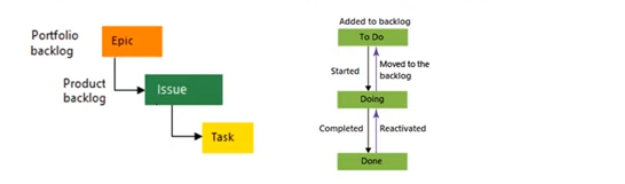 Portfolio
backlog
Epic
Product
backlog
Issue
Task
Added to backlog
To Do
Started
Moved to the
backlog
Doing
Completed
Reactivated
Done